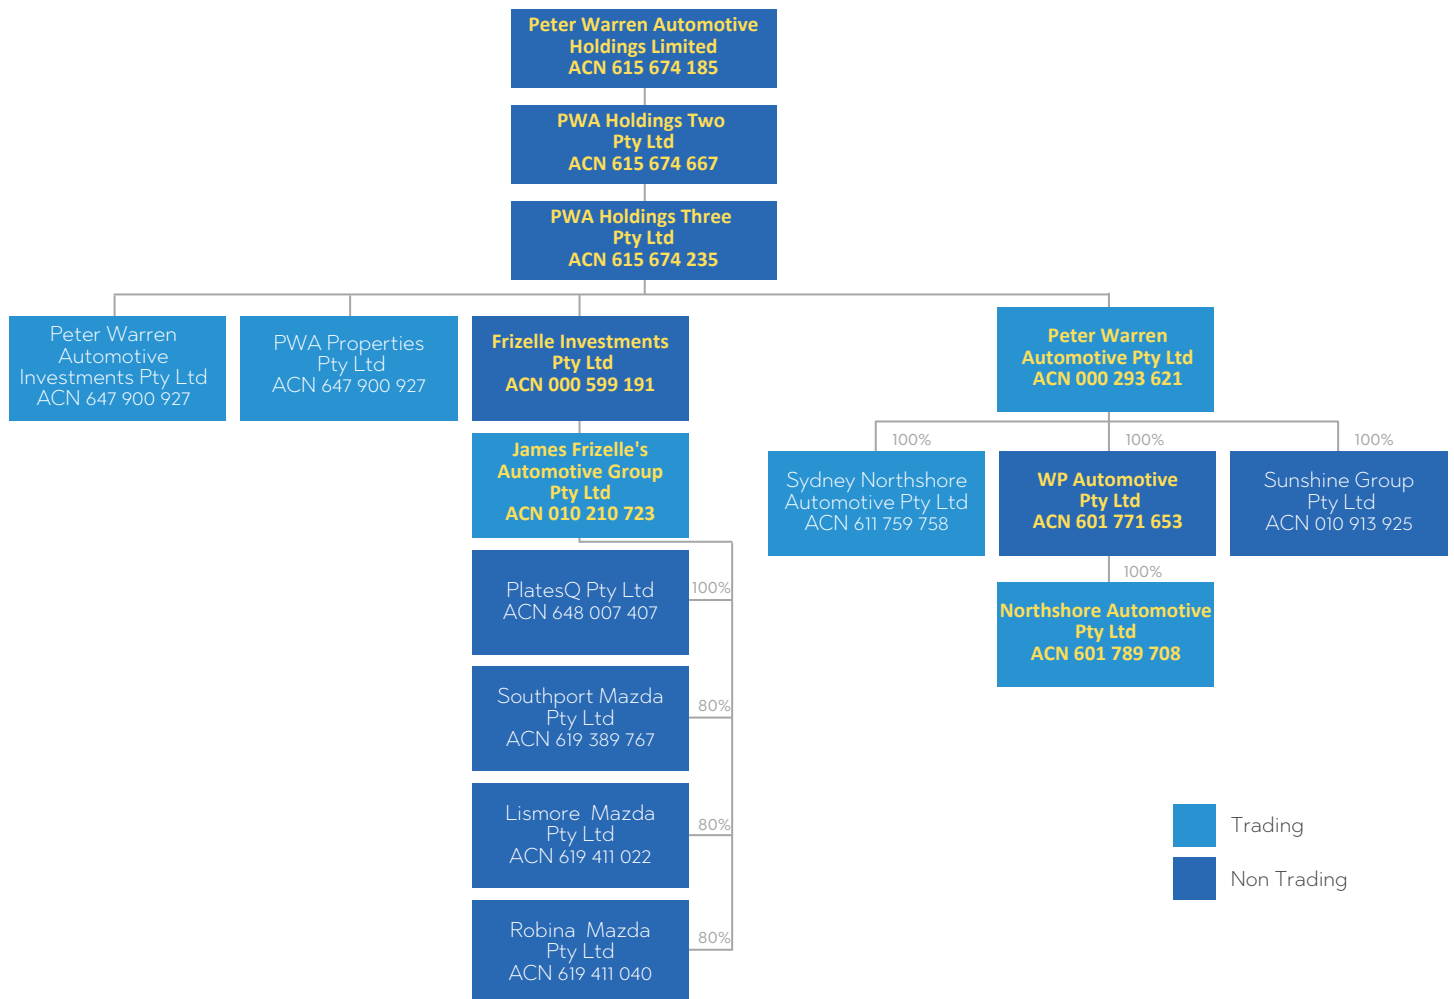 Peter Warren Automotive
Holdings Limited
ACN 615 674 185
PWA Holdings Two
Pty Ltd
ACN 615 674 667
PWA Holdings Three
Pty Ltd
ACN 615 674 235
Peter Warren
Automotive
Investments Pty Ltd
ACN 647 900 927
PWA Properties
Pty Ltd
ACN 647 900 927
Frizelle Investments
Pty Ltd
ACN 000 599 191
Peter Warren
Automotive Pty Ltd
ACN 000 293 621
James Frizelle's
Automotive Group
Pty Ltd
ACN 010 210 723
100%
100%
100%
Sydney Northshore
Automotive Pty Ltd
ACN 611 759 758
WP Automotive
Pty Ltd
ACN 601 771 653
Sunshine Group
Pty Ltd
ACN 010 913 925
PlatesQ Pty Ltd
ACN 648 007 407
100%
100%
Northshore Automotive
Pty Ltd
ACN 601 789 708
Southport Mazda
Pty Ltd
ACN 619 389 767
80%
Lismore  Mazda
Pty Ltd
ACN 619 411 022
80%
Robina  Mazda
Pty Ltd
ACN 619 411 040
80%
Trading
Non Trading